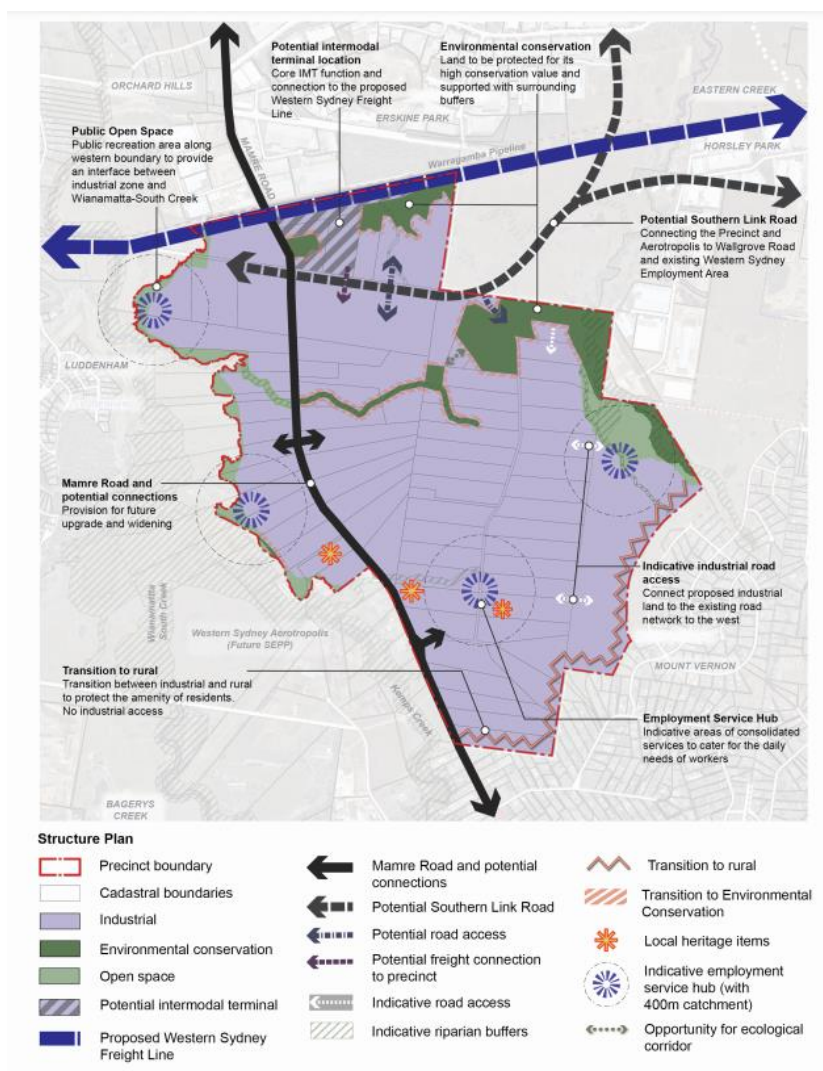 Potential intermodal
terminal location
Core IMT function and
connection to the proposed
Western Sydney Freight
Line
Environmental conservation
Land to be protected for its
high conservation value and
supported with surrounding
buffers
ORCHARD HILLS
ERSKINE PARK
EASTERN CREEK
HORSLEY PARK
MAMRE ROAD
Warragamba Pipeline
Public Open Space
Public recreation area along
western boundary to provide
an interface between
industrial zone and
Wianamatta-South Creek
Potential Southern Link Road
Connecting the Precinct and
Aerotropolis to Wallgrove Road
and existing Western Sydney
Employment Area
LUDDENHAM
Mamre Road and
potential connections
Provision for future
upgrade and widening
Indicative industrial road
access
Connect proposed industrial
land to the existing road
network to the west
Wianamattta
South Creek
Western Sydney Aerotropolis
(Future SEPP)
MOUNT VERNON
Transition to rural
Transition between industrial and rural
to protect the amenity of residents.
No industrial access
Kemps Creek
Employment Service Hub
Indicative areas of consolidated
services to cater for the daily
needs of workers
BAGERYS
CREEK
Structure Plan
Precinct boundary
Cadastral boundaries
Industrial
Environmental conservation
Open space
Potential intermodal terminal
Proposed Western Sydney
Freight Line
Mamre Road and potential
connections
Potential Southern Link Road
Potential road access
Potential freight connection
to precinct
Indicative road access
Indicative riparian buffers
Transition to rural
Transition to Environmental
Conservation
Local heritage items
Indicative employment
service hub (with
400m catchment)
Opportunity for ecological
corridor